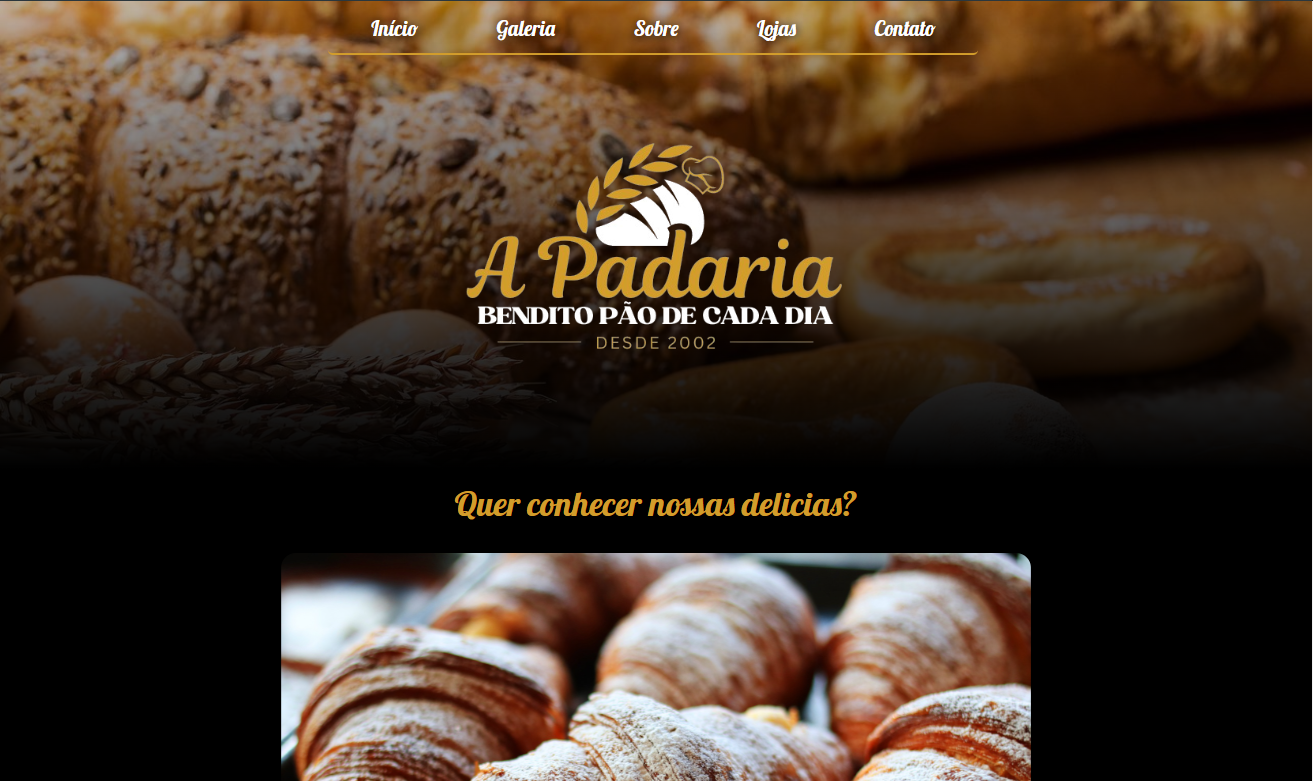 Início Galeria Sobre Lojas Contato
A Padaria
BENDITO PÃO DE CADA DIA
DESDE 2002
Quer conhecer nossas delicias?